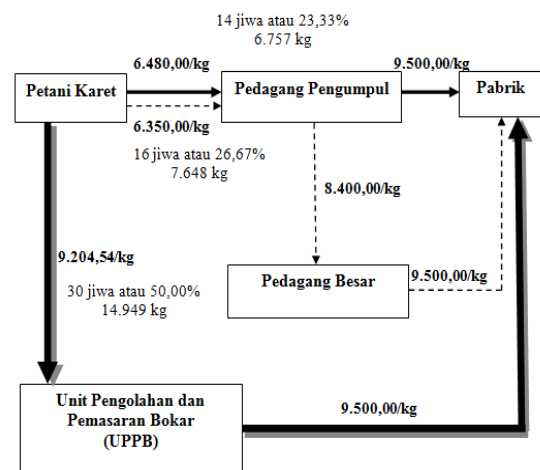 14 jiwa atau 23,33%
6.757 kg
6.480,00/kg
9.500,00/kg
Petani Karet
Pedagang Pengumpul
Pabrik
6.350,00/kg
16 jiwa atau 26,67%
7.648 kg
8.400,00/kg
9.204,54/kg
30 jiwa atau 50,00%
14.949 kg
Pedagang Besar
9.500,00/kg
Unit Pengolahan dan
Pemasaran Bokar
(UPPB)
9.500,00/kg